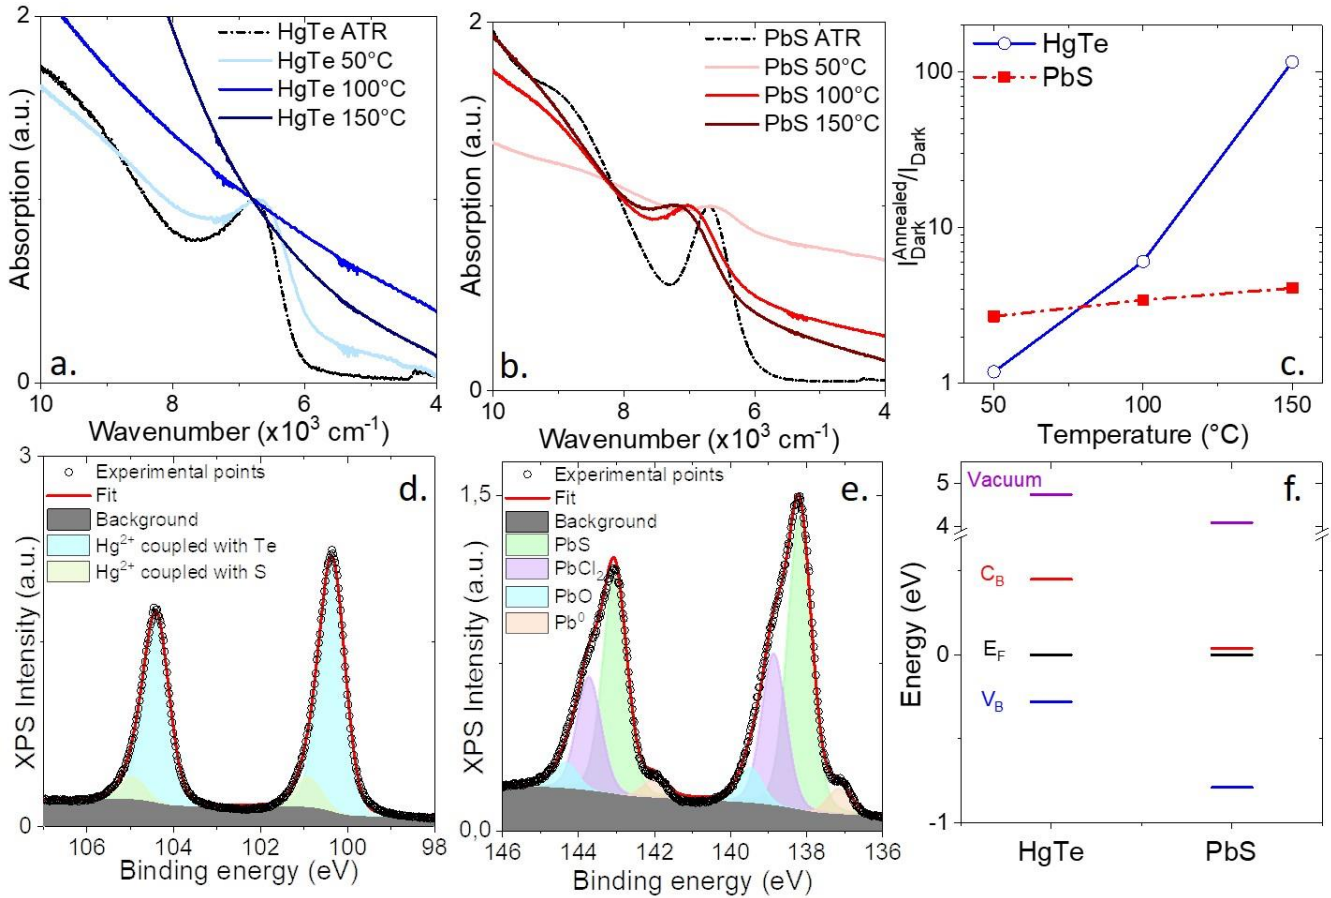 2
Absorption (a.u.)
0
HgTe ATR
HgTe 50°C
HgTe 100°C
HgTe 150°C
a.
10
8
6
4
Wavenumber (x10³ cm⁻¹)
2
Absorption (a.u.)
0
PbS ATR
PbS 50°C
PbS 100°C
PbS 150°C
b.
10
8
6
4
Wavenumber (x10³ cm⁻¹)
100
10
1
I_Dark^Annealed/I_Dark
HgTe
PbS
c.
50
100
150
Temperature (°C)
3
XPS Intensity (a.u.)
0
Experimental points
Fit
Background
Hg²⁺ coupled with Te
Hg²⁺ coupled with S
d.
106
104
102
100
98
Binding energy (eV)
1,5
XPS Intensity (a.u.)
0,0
Experimental points
Fit
Background
PbS
PbCl₂
PbO
Pb⁰
e.
146
144
142
140
138
136
Binding energy (eV)
5
4
0
-1
Energy (eV)
Vacuum
C_B
E_F
V_B
f.
HgTe
PbS